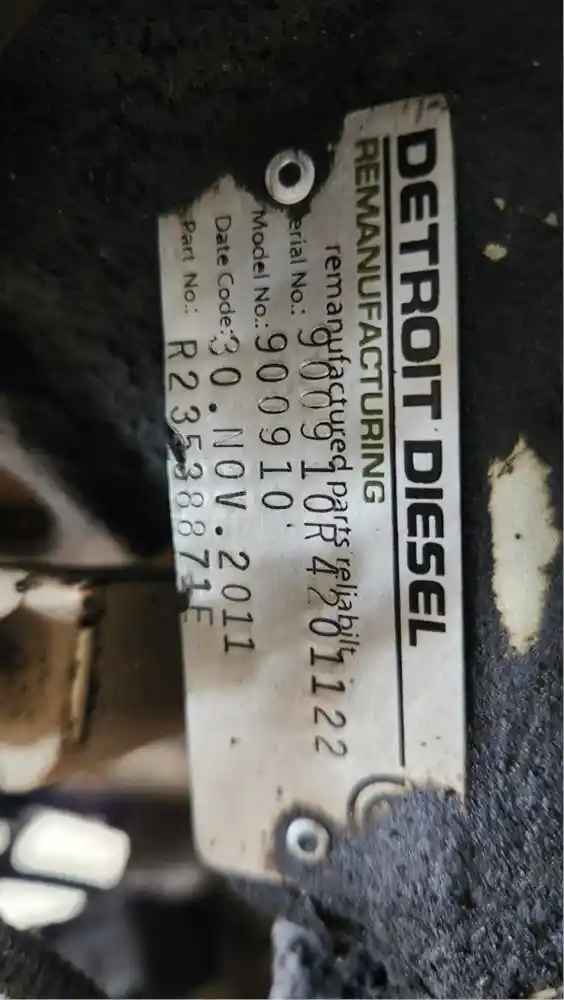 DETROIT DIESEL
REMANUFACTURING
remanufactured parts reliabilt
erial No.: 900910R4201122
Model No.: 900910
Date Code: 30.NOV.2011
Part No.: R23538871E